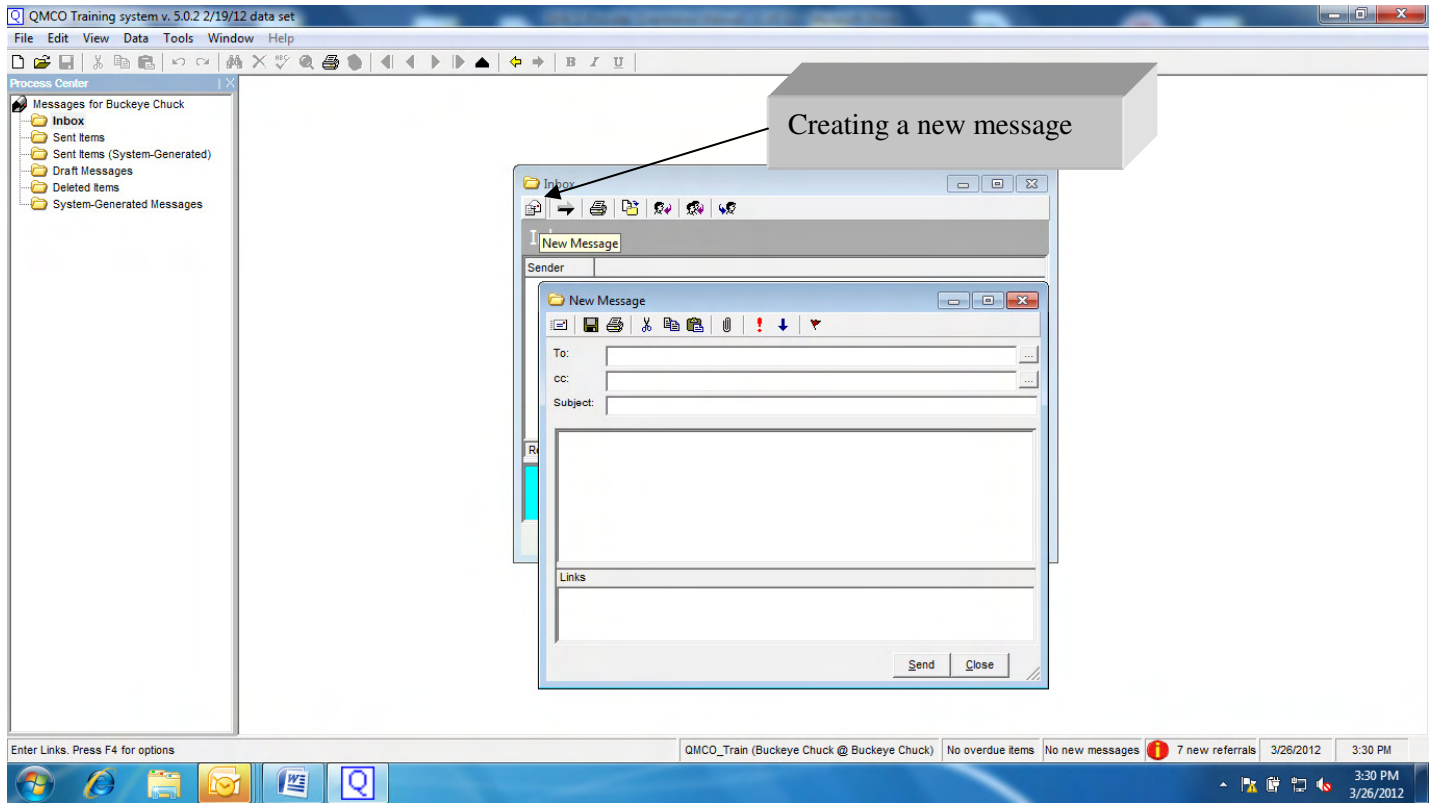 Q QMCO Training system v. 5.0.2 2/19/12 data set
File Edit View Data Tools Window Help
ABC B I U
Process Center
Messages for Buckeye Chuck
Inbox
Sent Items
Sent Items (System-Generated)
Draft Messages
Deleted Items
System-Generated Messages
Creating a new message
Inbox
New Message
Sender
New Message
To: ...
cc: ...
Subject:
Links
Send Close
Enter Links. Press F4 for options
QMCO_Train (Buckeye Chuck @ Buckeye Chuck) No overdue items No new messages 7 new referrals 3/26/2012 3:30 PM
W Q
3:30 PM
3/26/2012